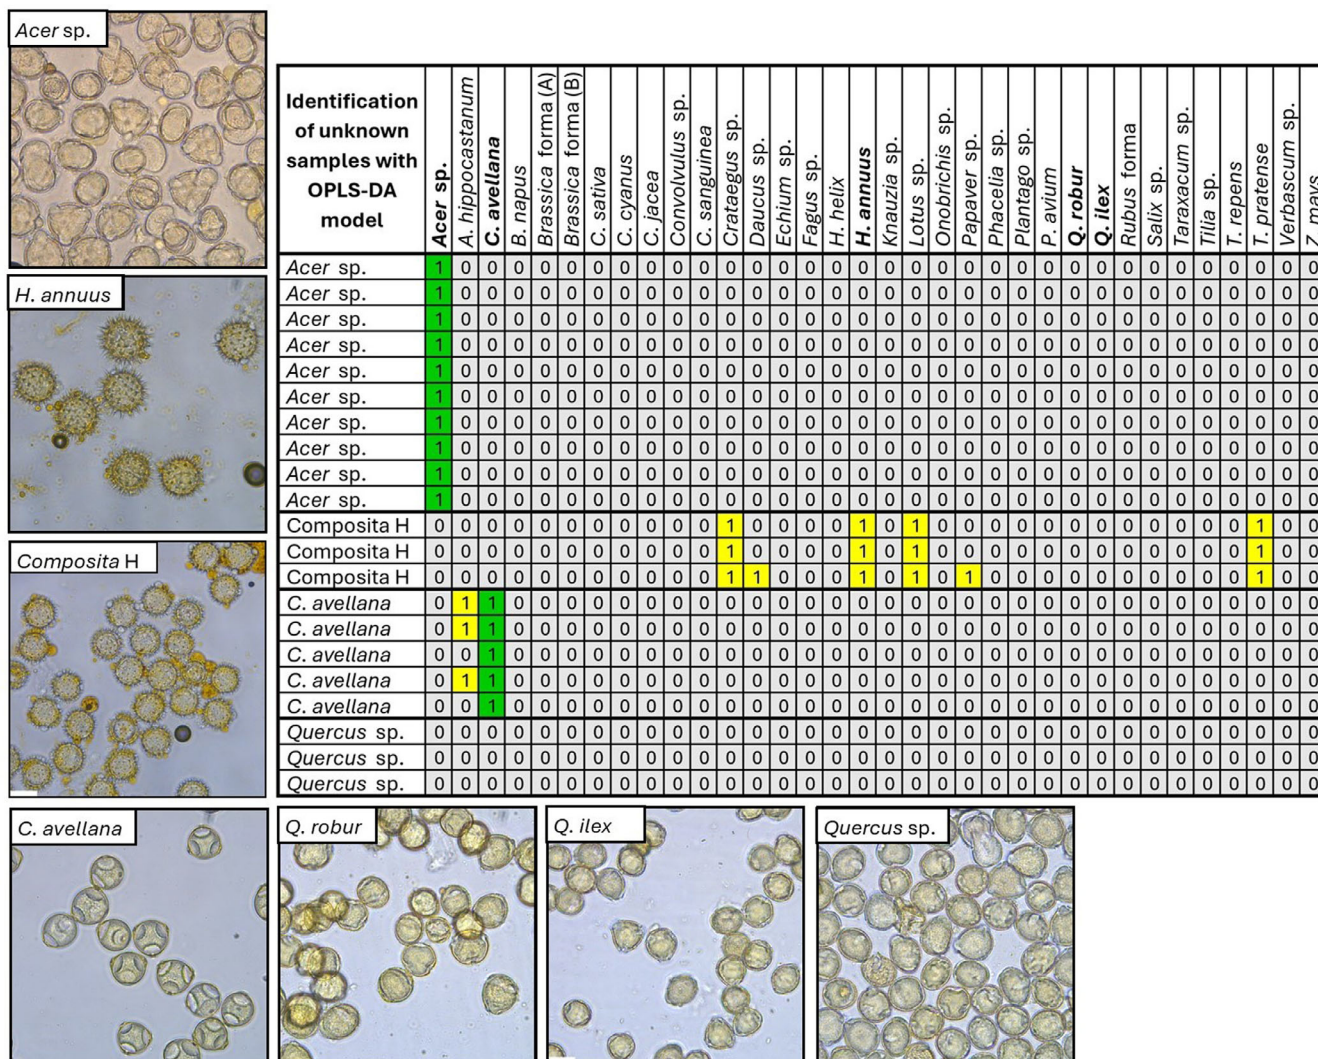 Acer sp.
H. annuus
Composita H
Identification
of unknown
samples with
OPLS-DA
model
Acer sp.
A. hippocastanum
C. avellana
B. napus
Brassica forma (A)
Brassica forma (B)
C. sativa
C. cyanus
C. jacea
Convolvulus sp.
C. sanguinea
Crataegus sp.
Daucus sp.
Echium sp.
Fagus sp.
H. helix
H. annuus
Knauzia sp.
Lotus sp.
Onobrichis sp.
Papaver sp.
Phacelia sp.
Plantago sp.
P. avium
Q. robur
Q. ilex
Rubus forma
Salix sp.
Taraxacum sp.
Tilia sp.
T. repens
T. pratense
Verbascum sp.
Z. mays
Acer sp. 1 0 0 0 0 0 0 0 0 0 0 0 0 0 0 0 0 0 0 0 0 0 0 0 0 0 0 0 0 0 0 0 0 0
Acer sp. 1 0 0 0 0 0 0 0 0 0 0 0 0 0 0 0 0 0 0 0 0 0 0 0 0 0 0 0 0 0 0 0 0 0
Acer sp. 1 0 0 0 0 0 0 0 0 0 0 0 0 0 0 0 0 0 0 0 0 0 0 0 0 0 0 0 0 0 0 0 0 0
Acer sp. 1 0 0 0 0 0 0 0 0 0 0 0 0 0 0 0 0 0 0 0 0 0 0 0 0 0 0 0 0 0 0 0 0 0
Acer sp. 1 0 0 0 0 0 0 0 0 0 0 0 0 0 0 0 0 0 0 0 0 0 0 0 0 0 0 0 0 0 0 0 0 0
Acer sp. 1 0 0 0 0 0 0 0 0 0 0 0 0 0 0 0 0 0 0 0 0 0 0 0 0 0 0 0 0 0 0 0 0 0
Acer sp. 1 0 0 0 0 0 0 0 0 0 0 0 0 0 0 0 0 0 0 0 0 0 0 0 0 0 0 0 0 0 0 0 0 0
Acer sp. 1 0 0 0 0 0 0 0 0 0 0 0 0 0 0 0 0 0 0 0 0 0 0 0 0 0 0 0 0 0 0 0 0 0
Acer sp. 1 0 0 0 0 0 0 0 0 0 0 0 0 0 0 0 0 0 0 0 0 0 0 0 0 0 0 0 0 0 0 0 0 0
Acer sp. 1 0 0 0 0 0 0 0 0 0 0 0 0 0 0 0 0 0 0 0 0 0 0 0 0 0 0 0 0 0 0 0 0 0
Composita H 0 0 0 0 0 0 0 0 0 0 0 1 0 0 0 0 1 0 1 0 0 0 0 0 0 0 0 0 0 0 0 1 0 0
Composita H 0 0 0 0 0 0 0 0 0 0 0 1 0 0 0 0 1 0 1 0 0 0 0 0 0 0 0 0 0 0 0 1 0 0
Composita H 0 0 0 0 0 0 0 0 0 0 0 1 1 0 0 0 1 0 1 0 1 0 0 0 0 0 0 0 0 0 0 1 0 0
C. avellana 0 1 1 0 0 0 0 0 0 0 0 0 0 0 0 0 0 0 0 0 0 0 0 0 0 0 0 0 0 0 0 0 0 0
C. avellana 0 1 1 0 0 0 0 0 0 0 0 0 0 0 0 0 0 0 0 0 0 0 0 0 0 0 0 0 0 0 0 0 0 0
C. avellana 0 0 1 0 0 0 0 0 0 0 0 0 0 0 0 0 0 0 0 0 0 0 0 0 0 0 0 0 0 0 0 0 0 0
C. avellana 0 1 1 0 0 0 0 0 0 0 0 0 0 0 0 0 0 0 0 0 0 0 0 0 0 0 0 0 0 0 0 0 0 0
C. avellana 0 0 1 0 0 0 0 0 0 0 0 0 0 0 0 0 0 0 0 0 0 0 0 0 0 0 0 0 0 0 0 0 0 0
Quercus sp. 0 0 0 0 0 0 0 0 0 0 0 0 0 0 0 0 0 0 0 0 0 0 0 0 0 0 0 0 0 0 0 0 0 0
Quercus sp. 0 0 0 0 0 0 0 0 0 0 0 0 0 0 0 0 0 0 0 0 0 0 0 0 0 0 0 0 0 0 0 0 0 0
Quercus sp. 0 0 0 0 0 0 0 0 0 0 0 0 0 0 0 0 0 0 0 0 0 0 0 0 0 0 0 0 0 0 0 0 0 0
C. avellana
Q. robur
Q. ilex
Quercus sp.